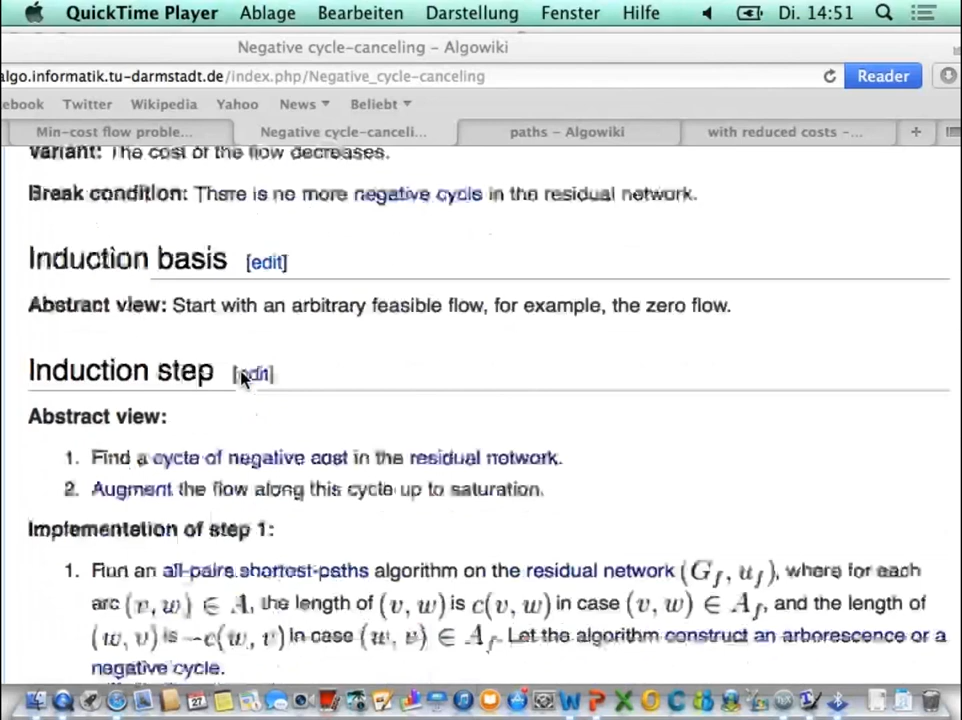 QuickTime Player Ablage Bearbeiten Darstellung Fenster Hilfe Di. 14:51
Negative cycle-canceling – Algowiki
algo.informatik.tu-darmstadt.de/index.php/Negative_cycle-canceling Reader
ebook Twitter Wikipedia Yahoo News Beliebt
Min-cost flow proble... Negative cycle-canceli... paths – Algowiki with reduced costs -... +
Variant: The cost of the flow decreases.
Break condition: There is no more negative cycle in the residual network.
Induction basis [edit]
Abstract view: Start with an arbitrary feasible flow, for example, the zero flow.
Induction step [edit]
Abstract view:
1. Find a cycle of negative cost in the residual network.
2. Augment the flow along this cycle up to saturation.
Implementation of step 1:
1. Run an all-pairs shortest-paths algorithm on the residual network (G_f, u_f), where for each
arc (v, w) ∈ A, the length of (v, w) is c(v, w) in case (v, w) ∈ A_f, and the length of
(w, v) is −c(w, v) in case (w, v) ∈ A_f. Let the algorithm construct an arborescence or a
negative cycle.